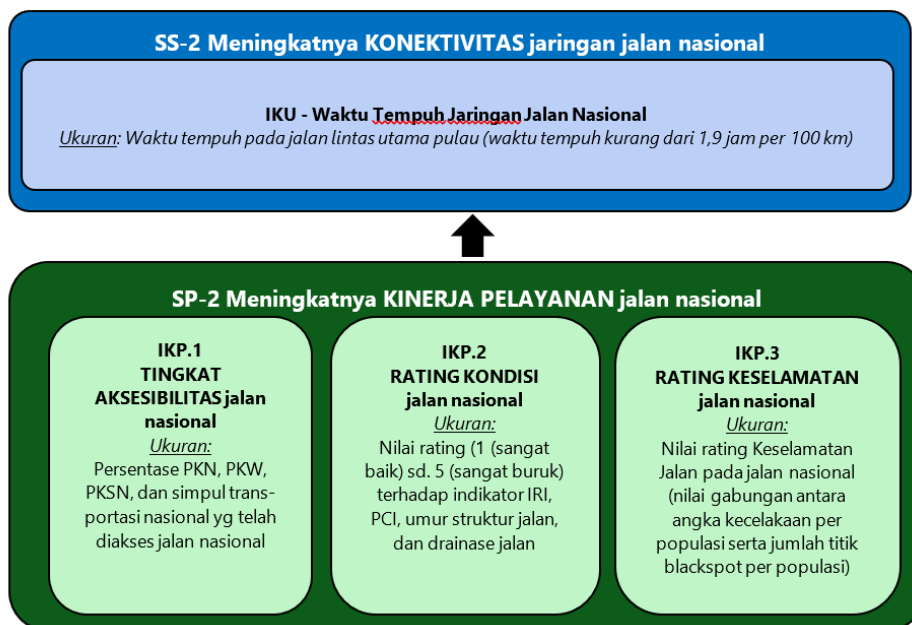 SS-2 Meningkatnya KONEKTIVITAS jaringan jalan nasional
IKU - Waktu Tempuh Jaringan Jalan Nasional
Ukuran: Waktu tempuh pada jalan lintas utama pulau (waktu tempuh kurang dari 1,9 jam per 100 km)
SP-2 Meningkatnya KINERJA PELAYANAN jalan nasional
IKP.1
TINGKAT
AKSESIBILITAS jalan
nasional
Ukuran:
Persentase PKN, PKW,
PKSN, dan simpul trans-
portasi nasional yg telah
diakses jalan nasional
IKP.2
RATING KONDISI
jalan nasional
Ukuran:
Nilai rating (1 (sangat
baik) sd. 5 (sangat buruk)
terhadap indikator IRI,
PCI, umur struktur jalan,
dan drainase jalan
IKP.3
RATING KESELAMATAN
jalan nasional
Ukuran:
Nilai rating Keselamatan
Jalan pada jalan nasional
(nilai gabungan antara
angka kecelakaan per
populasi serta jumlah titik
blackspot per populasi)